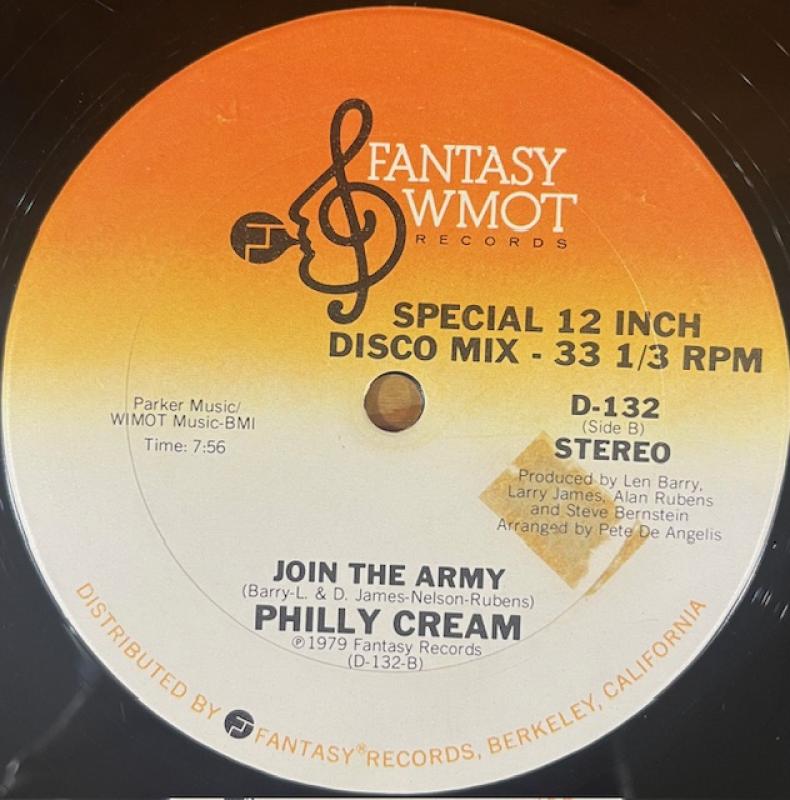 FANTASY
WMOT
RECORDS
SPECIAL 12 INCH
DISCO MIX - 33 1/3 RPM
Parker Music/
WIMOT Music-BMI
Time: 7:56
D-132
(Side B)
STEREO
Produced by Len Barry,
Larry James, Alan Rubens
and Steve Bernstein
Arranged by Pete De Angelis
JOIN THE ARMY
(Barry-L. & D. James-Nelson-Rubens)
PHILLY CREAM
℗1979 Fantasy Records
(D-132-B)
DISTRIBUTED BY FANTASY® RECORDS, BERKELEY, CALIFORNIA